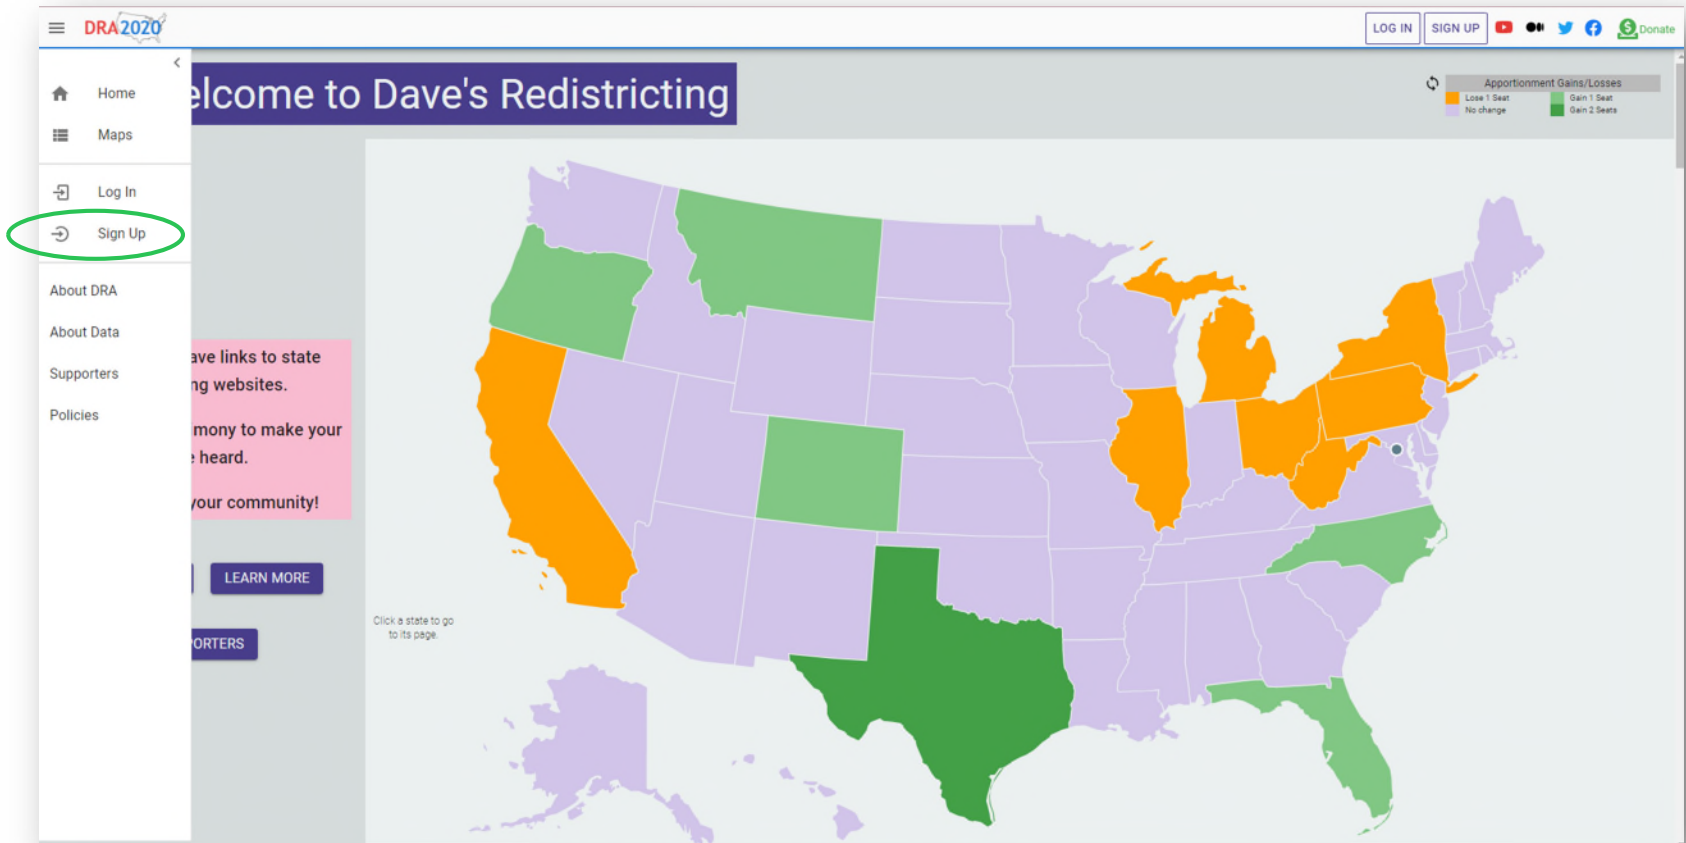 DRA2020
LOG IN
SIGN UP
Donate
Home
Maps
Log In
Sign Up
About DRA
About Data
Supporters
Policies
elcome to Dave's Redistricting
Apportionment Gains/Losses
Lose 1 Seat
Gain 1 Seat
No change
Gain 2 Seats
ave links to state
ng websites.
mony to make your
e heard.
your community!
LEARN MORE
PORTERS
Click a state to go
to its page.